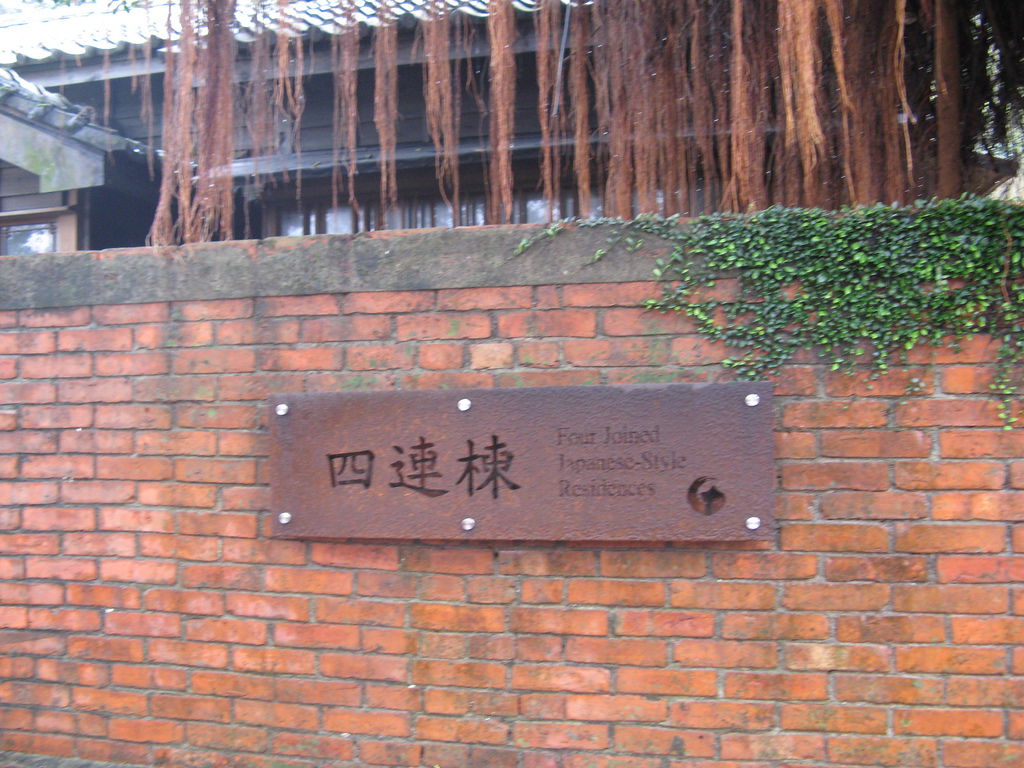 四連棟
Four Joined
Japanese-Style
Residences